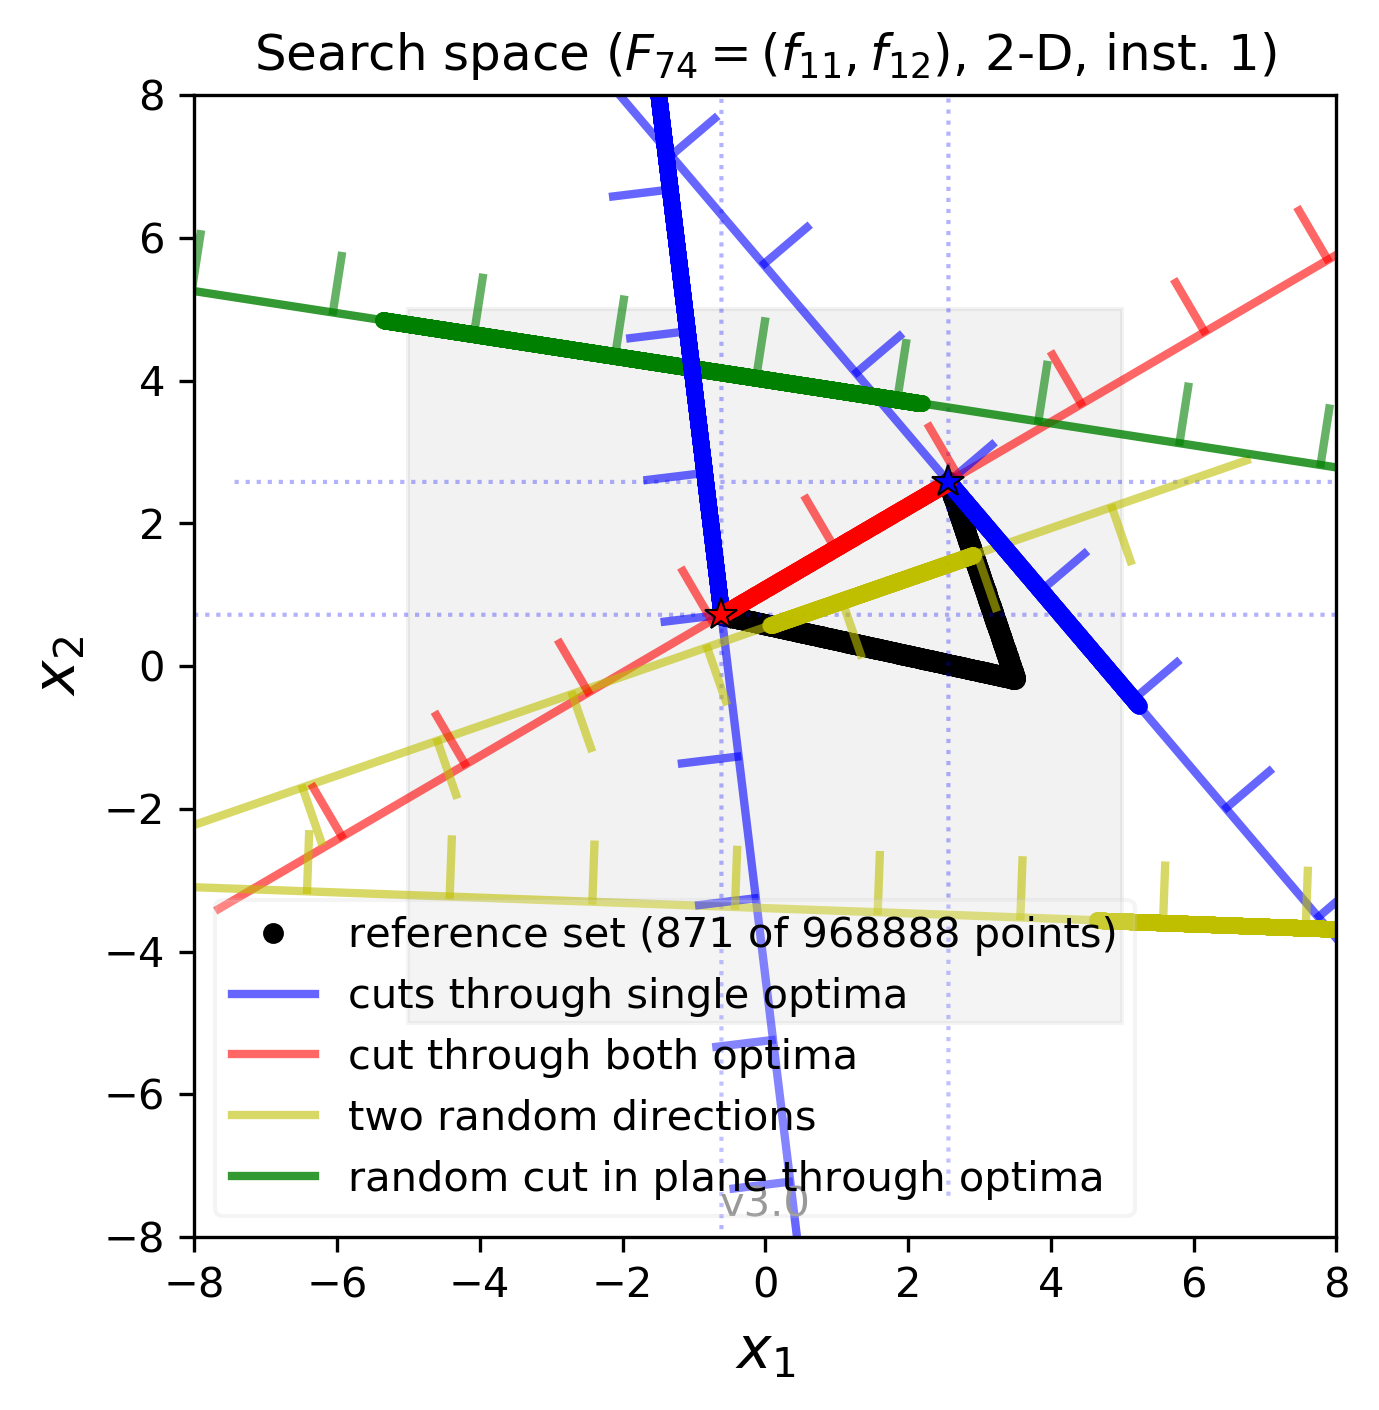 Search space (F₇₄ = (f₁₁, f₁₂), 2-D, inst. 1)
8
6
4
2
0
−2
−4
−6
−8
x₂
reference set (871 of 968888 points)
cuts through single optima
cut through both optima
two random directions
random cut in plane through optima
v3.0
−8 −6 −4 −2 0 2 4 6 8
x₁